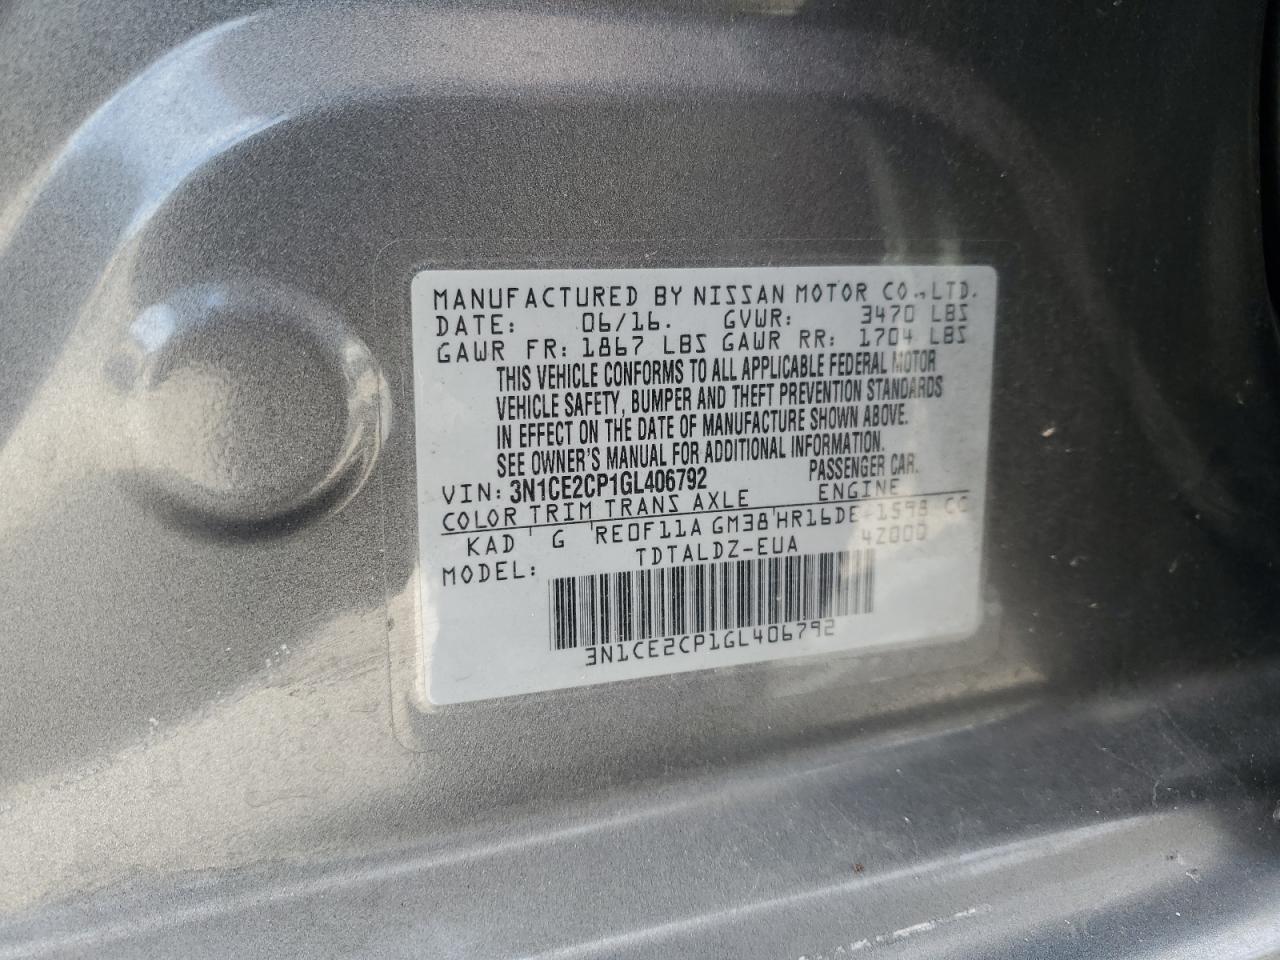 MANUFACTURED BY NISSAN MOTOR CO.,LTD.
DATE: 06/16. GVWR: 3470 LBS
GAWR FR: 1867 LBS GAWR RR: 1704 LBS
THIS VEHICLE CONFORMS TO ALL APPLICABLE FEDERAL MOTOR
VEHICLE SAFETY, BUMPER AND THEFT PREVENTION STANDARDS
IN EFFECT ON THE DATE OF MANUFACTURE SHOWN ABOVE.
SEE OWNER'S MANUAL FOR ADDITIONAL INFORMATION.
VIN: 3N1CE2CP1GL406792 PASSENGER CAR.
COLOR TRIM TRANS AXLE ENGINE
KAD G RE0F11A GM38 HR16DE 1598 CC
MODEL: TDTALDZ-EUA 4Z000
3N1CE2CP1GL406792